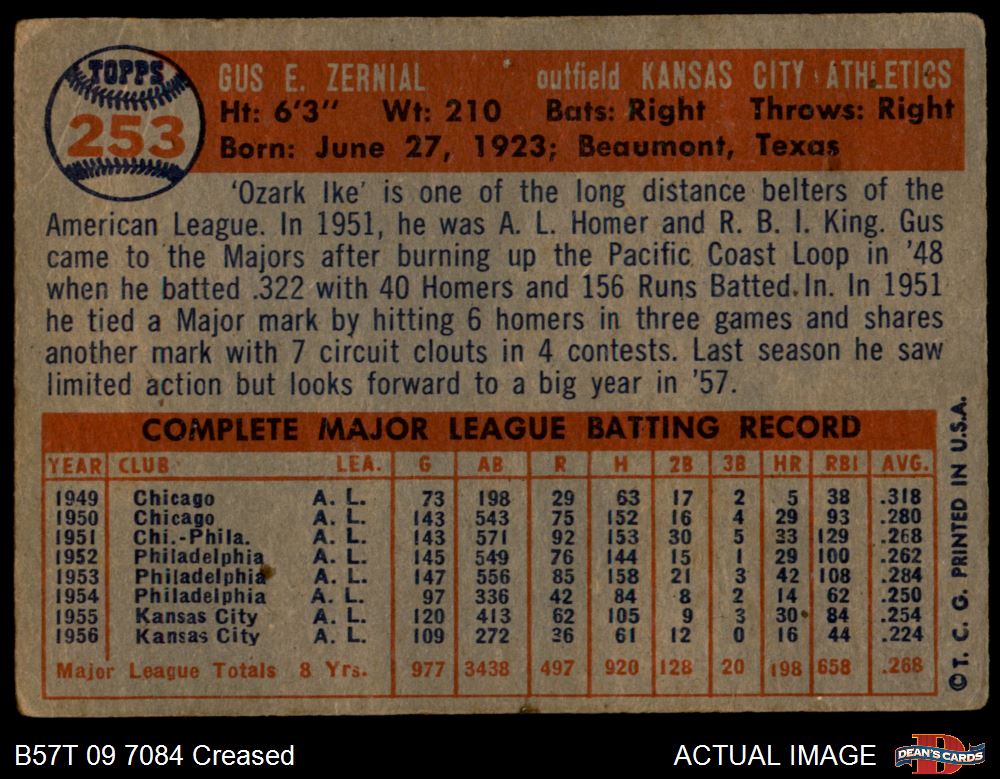 TOPPS
253
GUS E. ZERNIAL outfield KANSAS CITY ATHLETICS
Ht: 6'3" Wt: 210 Bats: Right Throws: Right
Born: June 27, 1923; Beaumont, Texas
'Ozark Ike' is one of the long distance belters of the
American League. In 1951, he was A. L. Homer and R. B. I. King. Gus
came to the Majors after burning up the Pacific Coast Loop in '48
when he batted .322 with 40 Homers and 156 Runs Batted In. In 1951
he tied a Major mark by hitting 6 homers in three games and shares
another mark with 7 circuit clouts in 4 contests. Last season he saw
limited action but looks forward to a big year in '57.
COMPLETE MAJOR LEAGUE BATTING RECORD
YEAR CLUB LEA. G AB R H 2B 3B HR RBI AVG.
1949 Chicago A. L. 73 198 29 63 17 2 5 38 .318
1950 Chicago A. L. 143 543 75 152 16 4 29 93 .280
1951 Chi.-Phila. A. L. 143 571 92 153 30 5 33 129 .268
1952 Philadelphia A. L. 145 549 76 144 15 1 29 100 .262
1953 Philadelphia A. L. 147 556 85 158 21 3 42 108 .284
1954 Philadelphia A. L. 97 336 42 84 8 2 14 62 .250
1955 Kansas City A. L. 120 413 62 105 9 3 30 84 .254
1956 Kansas City A. L. 109 272 36 61 12 0 16 44 .224
Major League Totals 8 Yrs. 977 3438 497 920 128 20 198 658 .268
©T. C. G. PRINTED IN U.S.A.
B57T 09 7084 Creased
ACTUAL IMAGE
DEAN'S CARDS